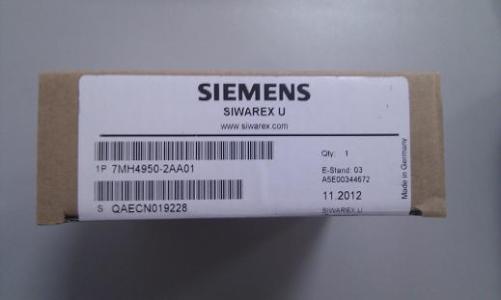 SIEMENS
SIWAREX U
www.siwarex.com
Qty. 1
1P 7MH4950-2AA01
E-Stand: 03
A5E00344672
11.2012
S QAECN019228
SIWAREX U
Made in Germany